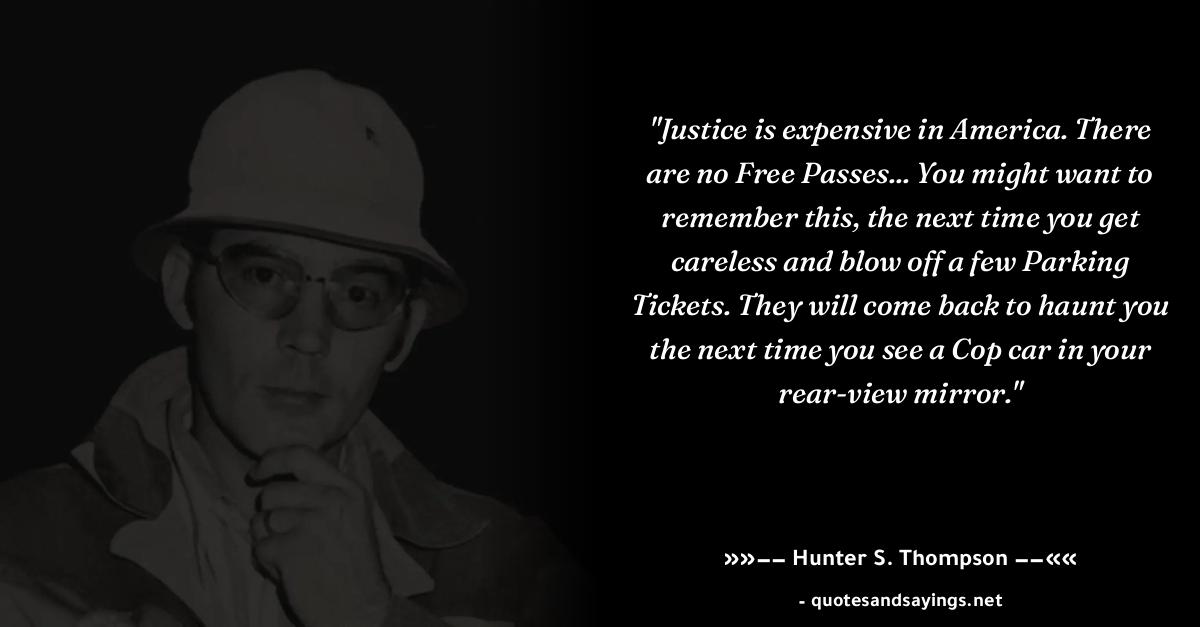 "Justice is expensive in America. There
are no Free Passes... You might want to
remember this, the next time you get
careless and blow off a few Parking
Tickets. They will come back to haunt you
the next time you see a Cop car in your
rear-view mirror."
»»−− Hunter S. Thompson −−««
- quotesandsayings.net